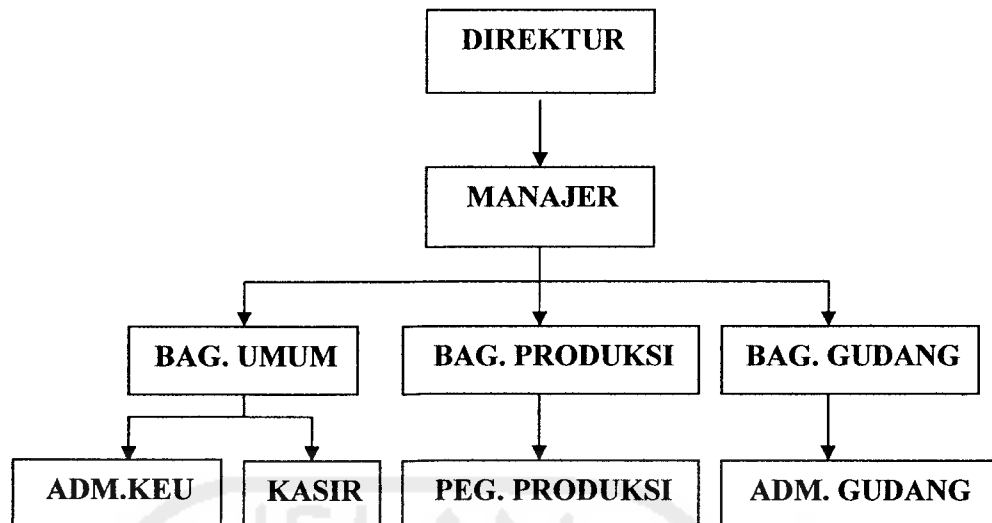 DIREKTUR
MANAJER
BAG. UMUM
BAG. PRODUKSI
BAG. GUDANG
ADM.KEU
KASIR
PEG. PRODUKSI
ADM. GUDANG